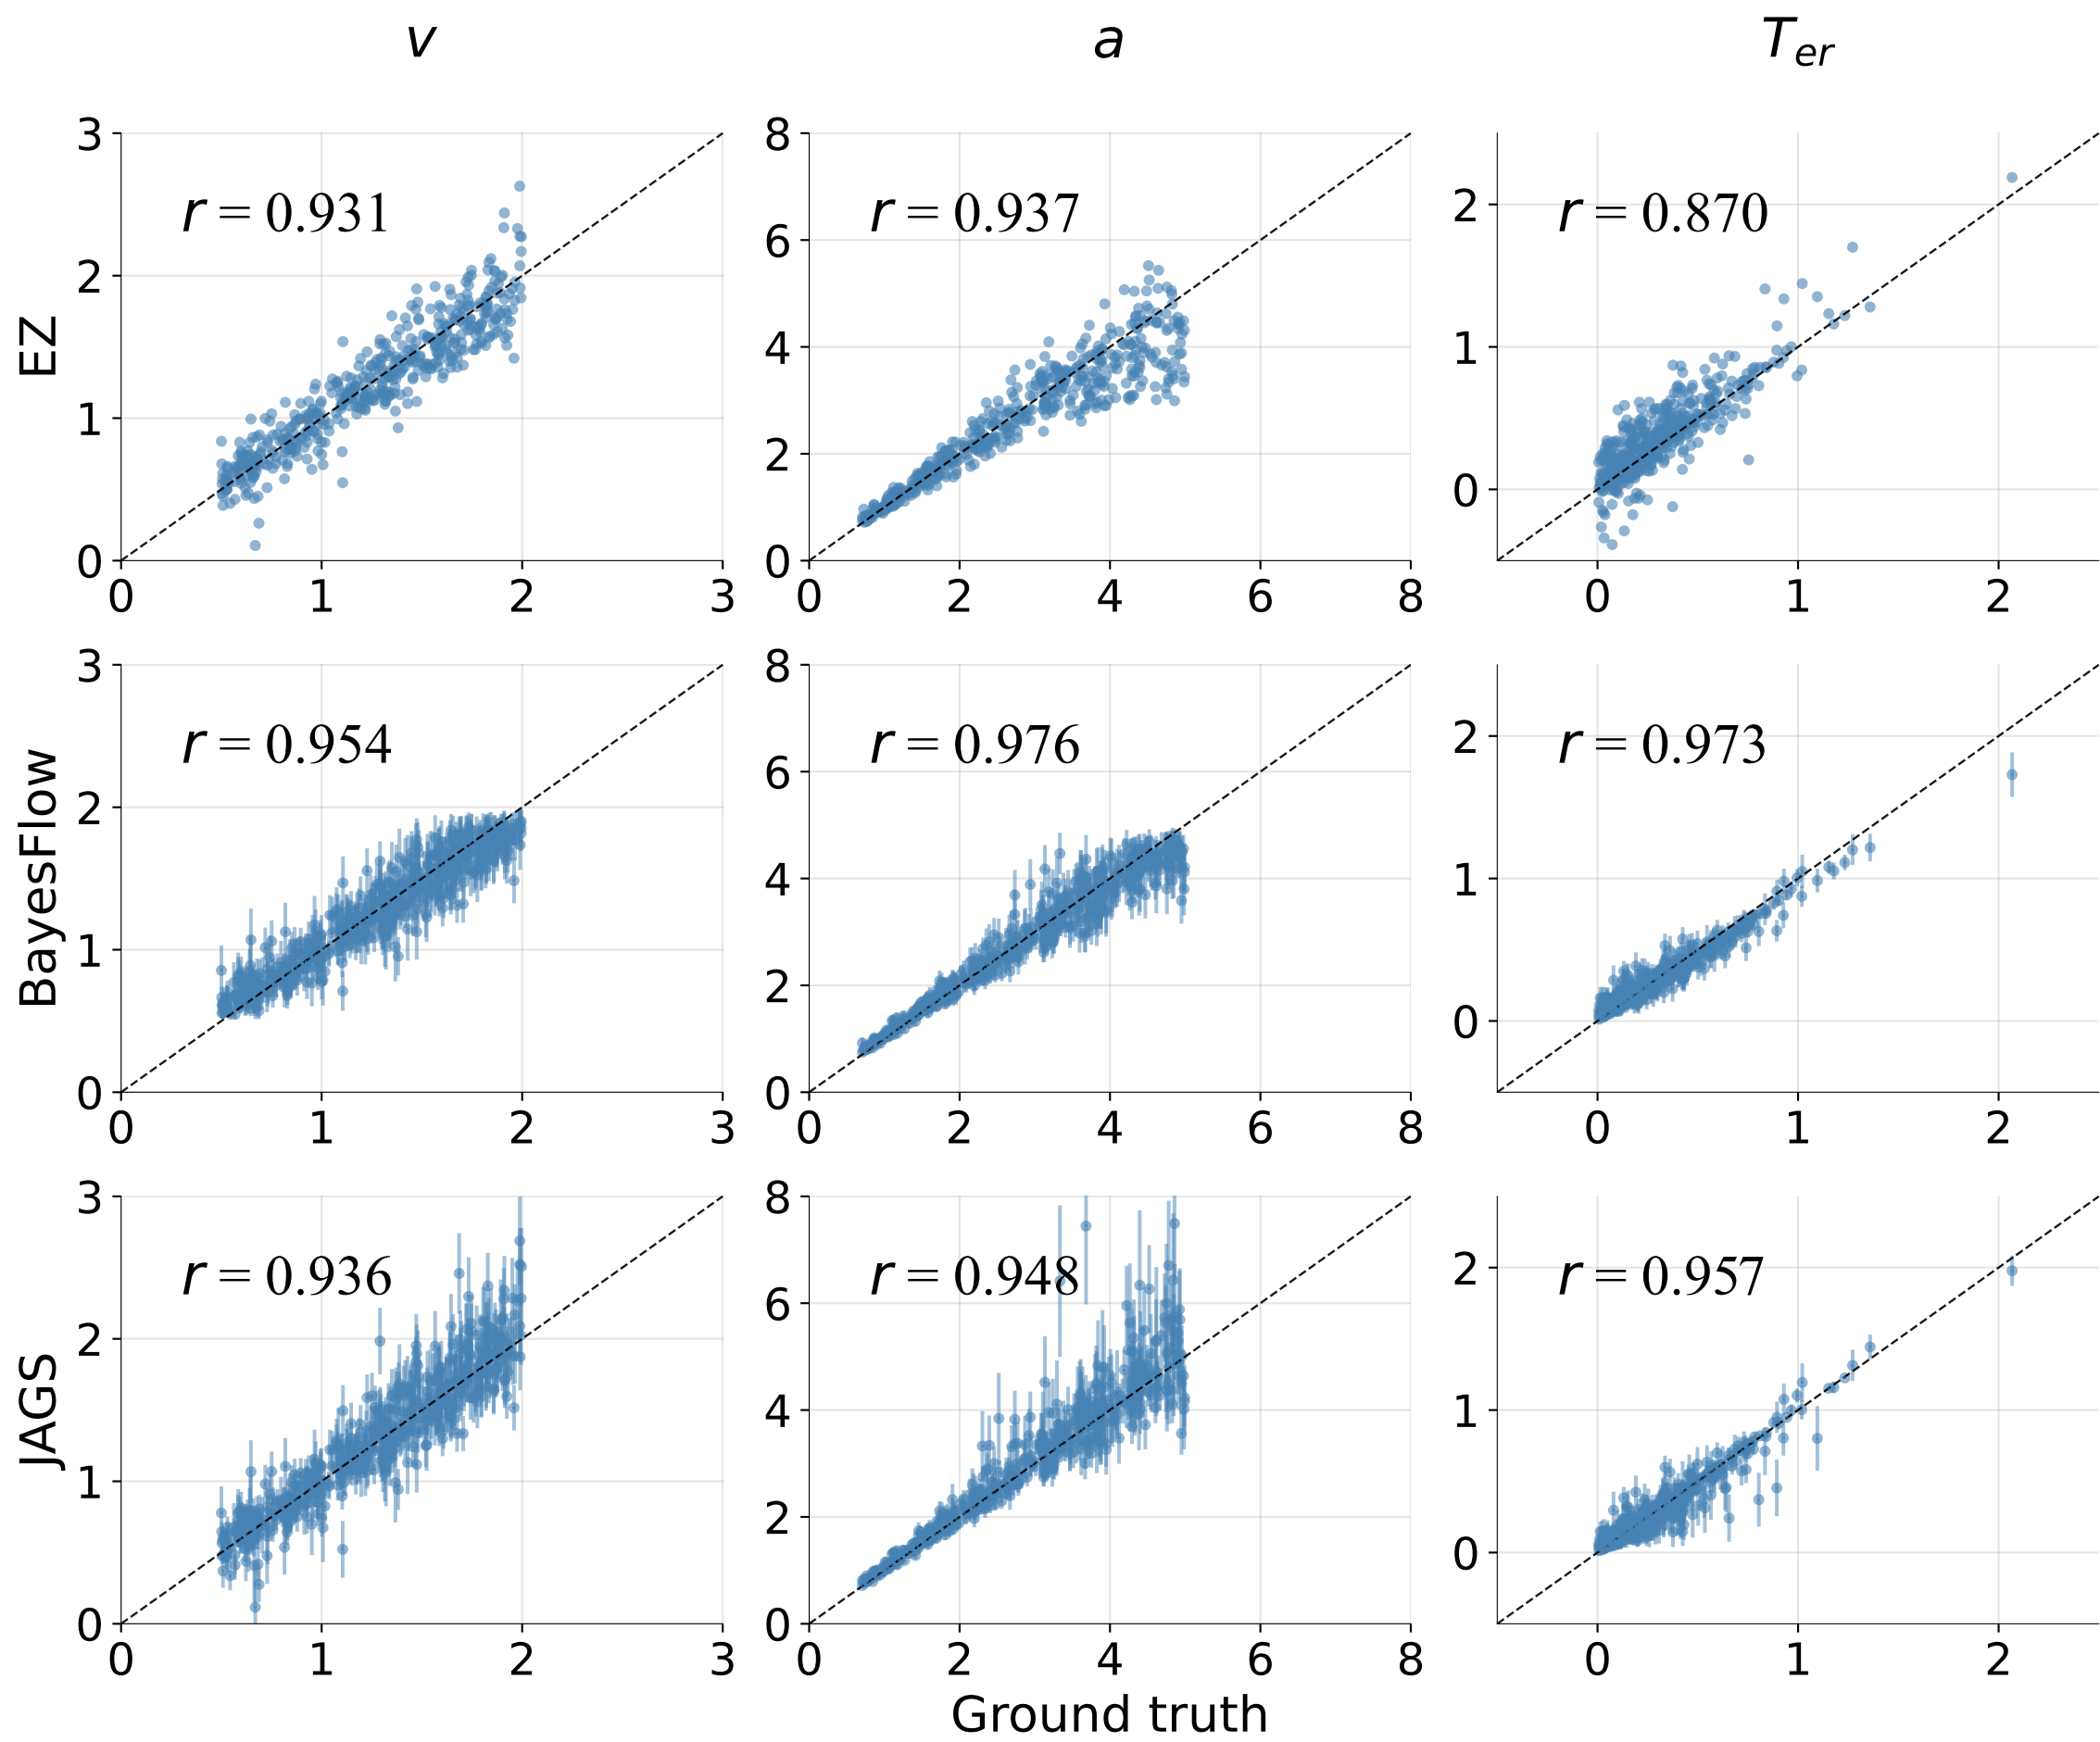 v a T_er
EZ
3
2
1
0
r = 0.931
0 1 2 3
8
6
4
2
0
r = 0.937
0 2 4 6 8
2
1
0
r = 0.870
0 1 2
BayesFlow
3
2
1
0
r = 0.954
0 1 2 3
8
6
4
2
0
r = 0.976
0 2 4 6 8
2
1
0
r = 0.973
0 1 2
JAGS
3
2
1
0
r = 0.936
0 1 2 3
8
6
4
2
0
r = 0.948
0 2 4 6 8
2
1
0
r = 0.957
0 1 2
Ground truth